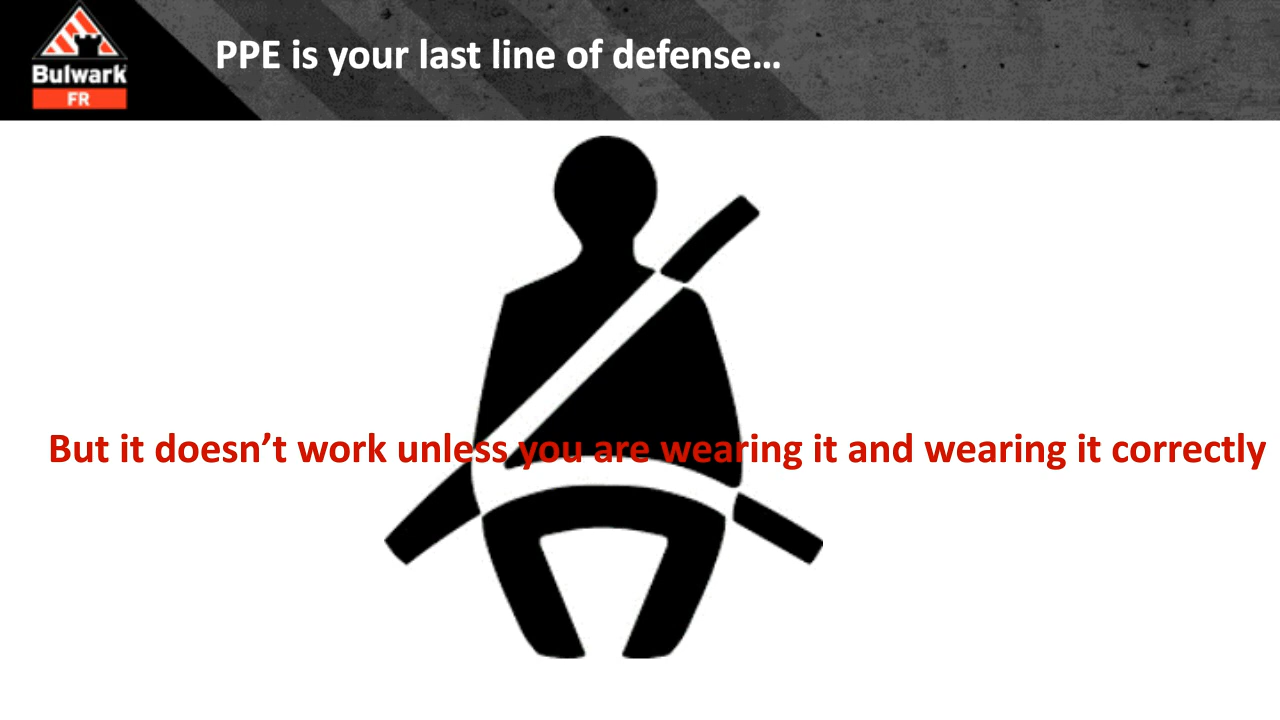 Bulwark
FR
PPE is your last line of defense…
But it doesn’t work unless you are wearing it and wearing it correctly